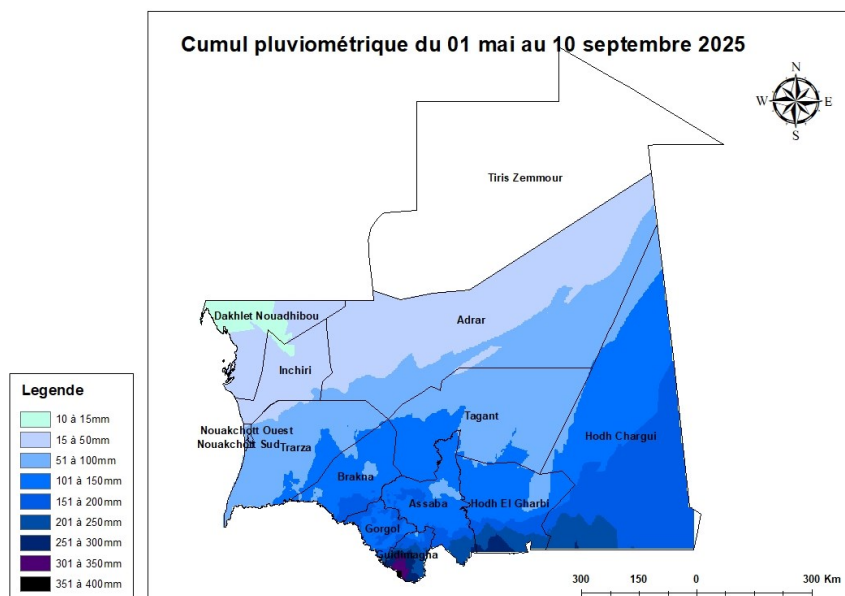 Cumul pluviométrique du 01 mai au 10 septembre 2025
N
W E
S
Tiris Zemmour
Dakhlet Nouadhibou
Adrar
Inchiri
Nouakchott Ouest
Nouakchott Sud
Trarza
Tagant
Hodh Chargui
Brakna
Assaba
Hodh El Gharbi
Gorgol
Guidimagha
Legende
10 à 15mm
15 à 50mm
51 à 100mm
101 à 150mm
151 à 200mm
201 à 250mm
251 à 300mm
301 à 350mm
351 à 400mm
300 150 0 300 Km